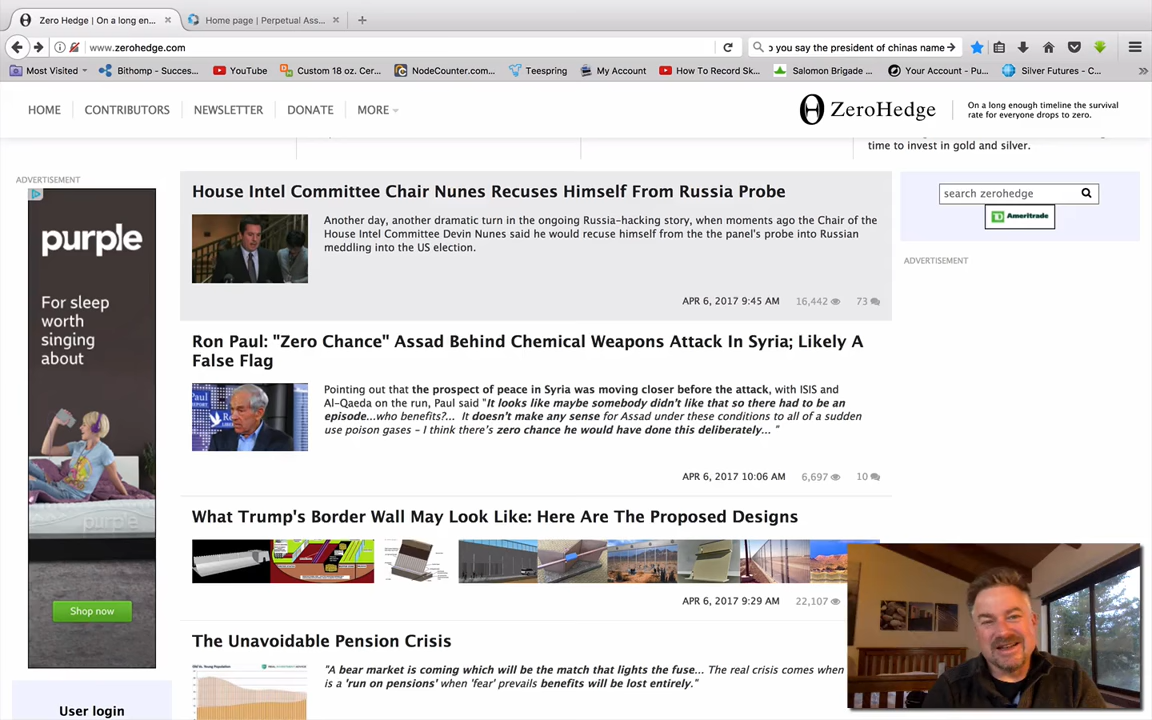 Zero Hedge | On a long en...
Home page | Perpetual Ass...
www.zerohedge.com
o you say the president of chinas name
Most Visited
Bithomp - Succes...
YouTube
Custom 18 oz. Cer...
NodeCounter.com...
Teespring
My Account
How To Record Sk...
Salomon Brigade ...
Your Account - Pu...
Silver Futures - C...
HOME
CONTRIBUTORS
NEWSLETTER
DONATE
MORE
ZeroHedge
On a long enough timeline the survival
rate for everyone drops to zero.
time to invest in gold and silver.
ADVERTISEMENT
purple
For sleep
worth
singing
about
purple
Shop now
User login
House Intel Committee Chair Nunes Recuses Himself From Russia Probe
Another day, another dramatic turn in the ongoing Russia-hacking story, when moments ago the Chair of the
House Intel Committee Devin Nunes said he would recuse himself from the the panel's probe into Russian
meddling into the US election.
APR 6, 2017 9:45 AM 16,442 73
Ron Paul: "Zero Chance" Assad Behind Chemical Weapons Attack In Syria; Likely A
False Flag
Pointing out that the prospect of peace in Syria was moving closer before the attack, with ISIS and
Al-Qaeda on the run, Paul said "It looks like maybe somebody didn't like that so there had to be an
episode...who benefits?... It doesn't make any sense for Assad under these conditions to all of a sudden
use poison gases – I think there's zero chance he would have done this deliberately... "
APR 6, 2017 10:06 AM 6,697 10
What Trump's Border Wall May Look Like: Here Are The Proposed Designs
APR 6, 2017 9:29 AM 22,107
The Unavoidable Pension Crisis
"A bear market is coming which will be the match that lights the fuse... The real crisis comes when
is a 'run on pensions' when 'fear' prevails benefits will be lost entirely."
search zerohedge
Ameritrade
ADVERTISEMENT